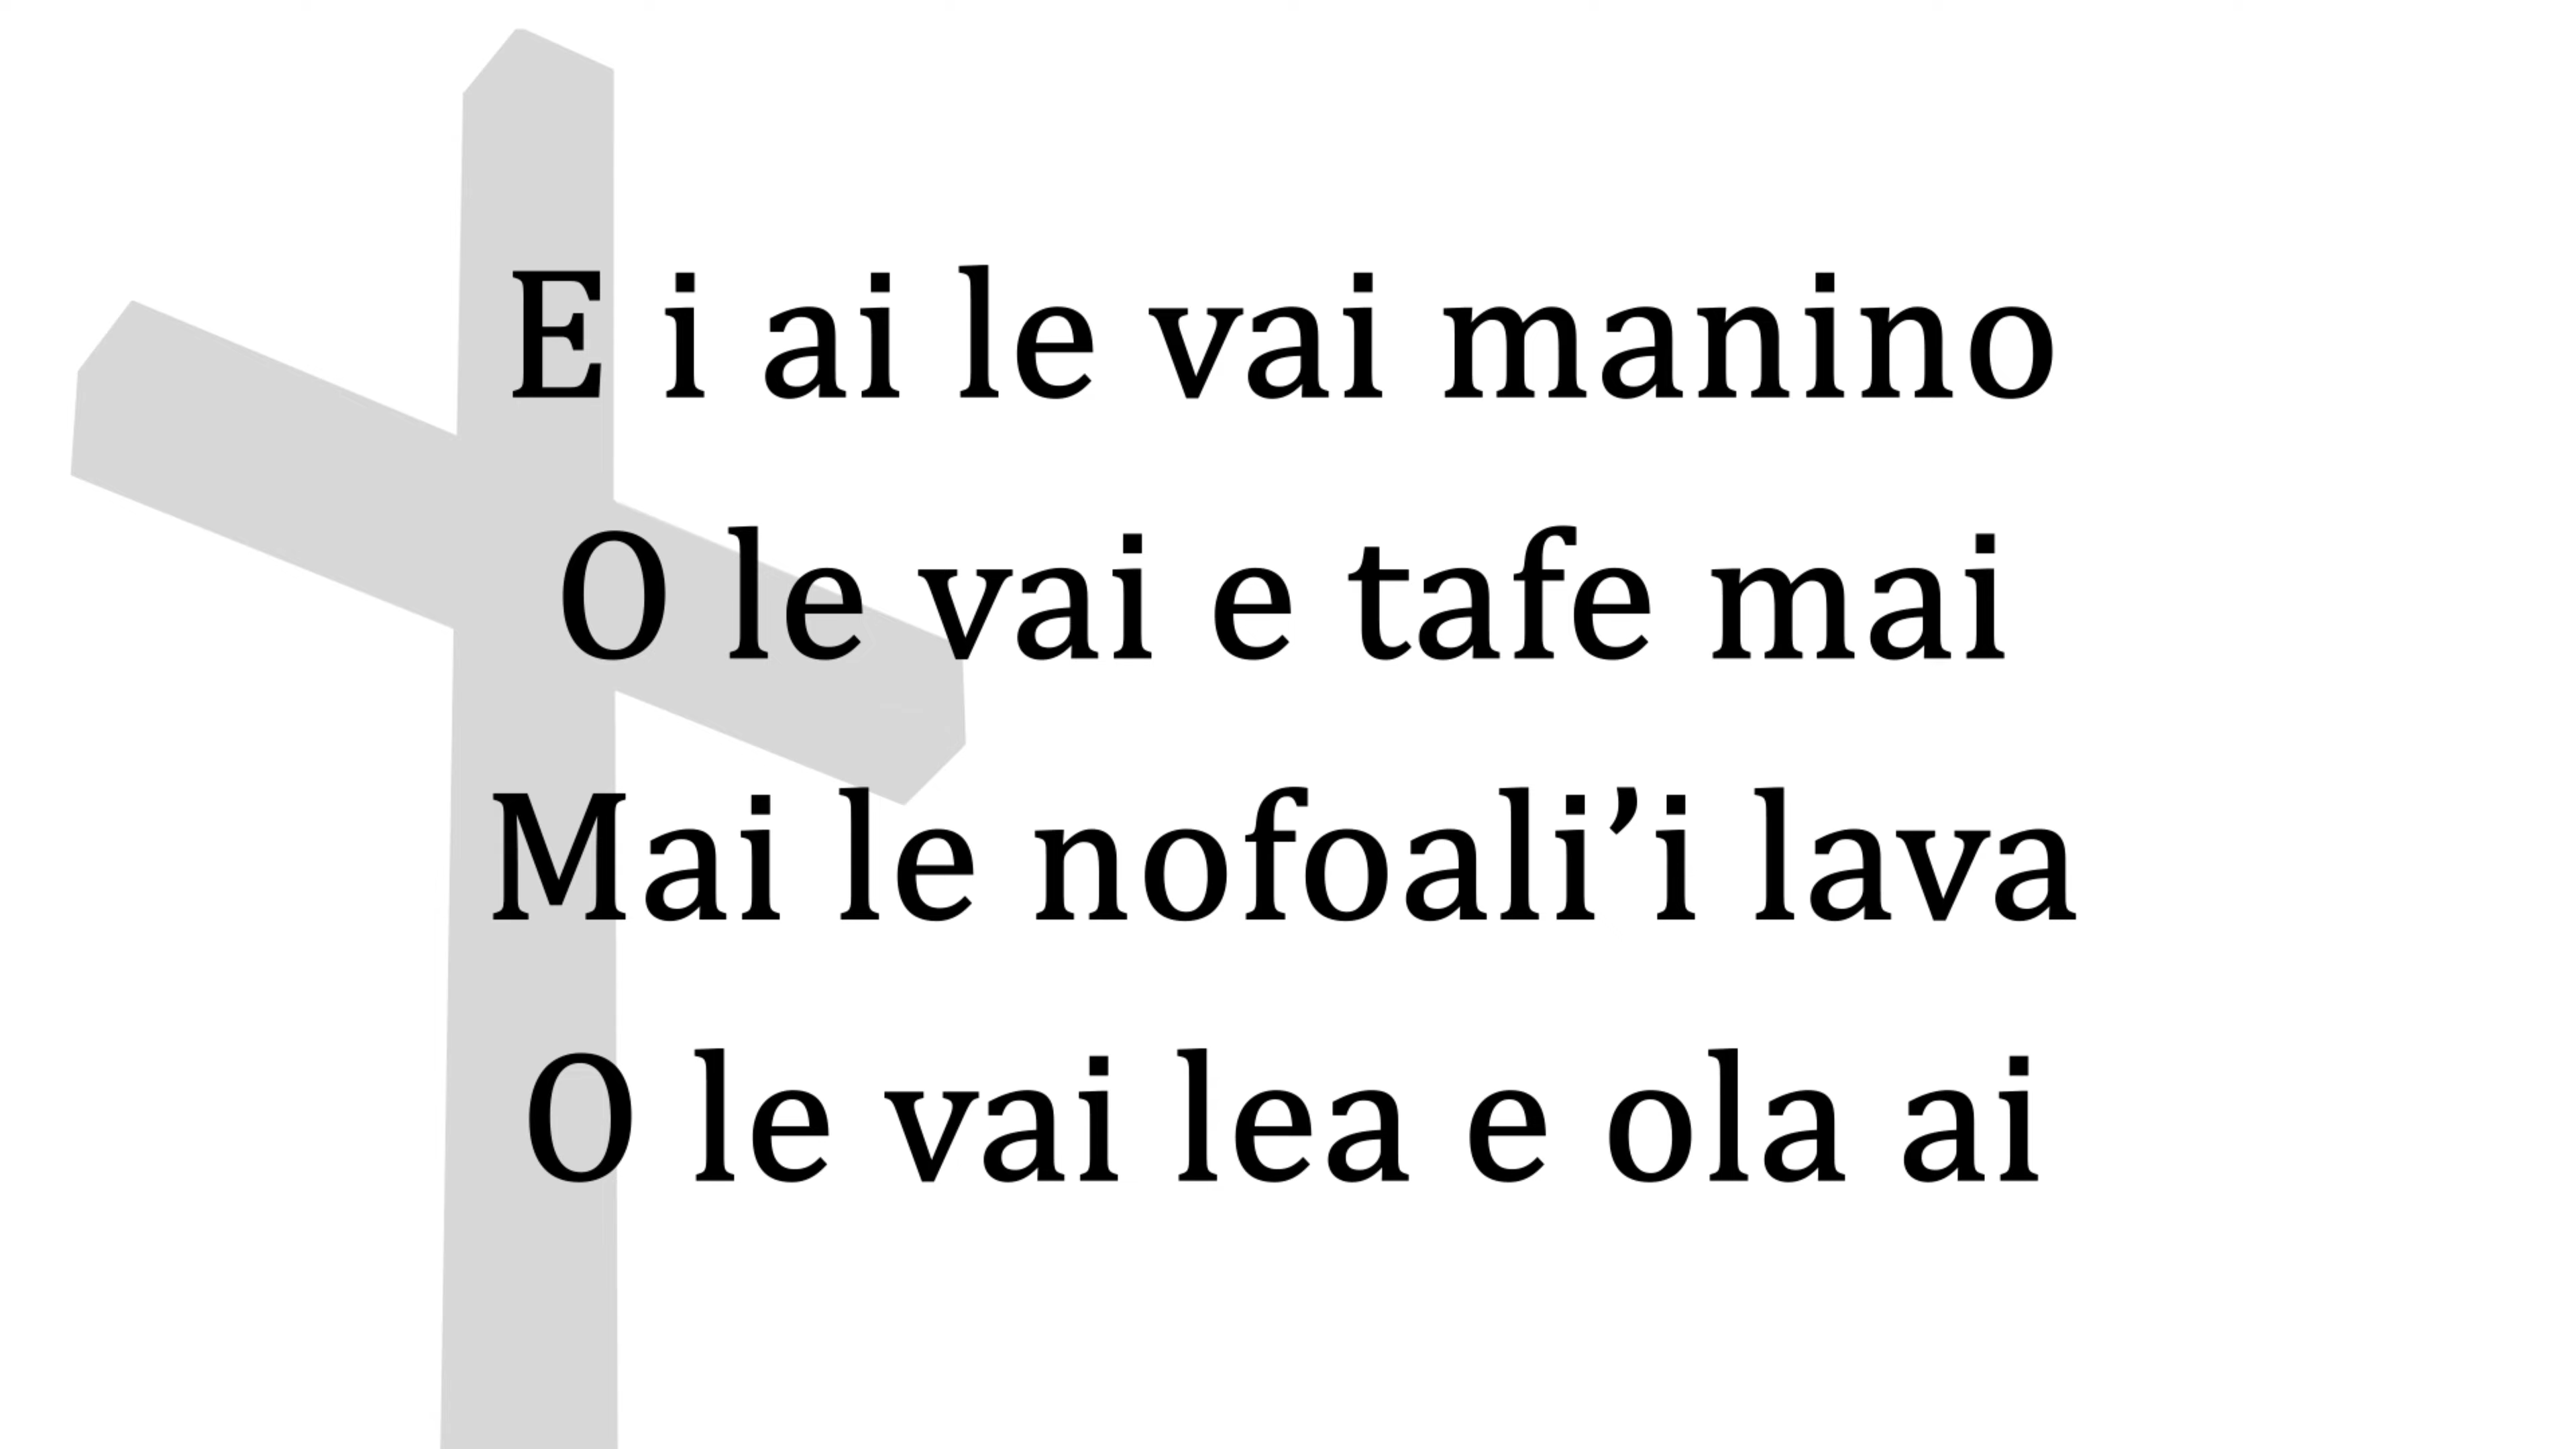 E i ai le vai manino
O le vai e tafe mai
Mai le nofoali’i lava
O le vai lea e ola ai